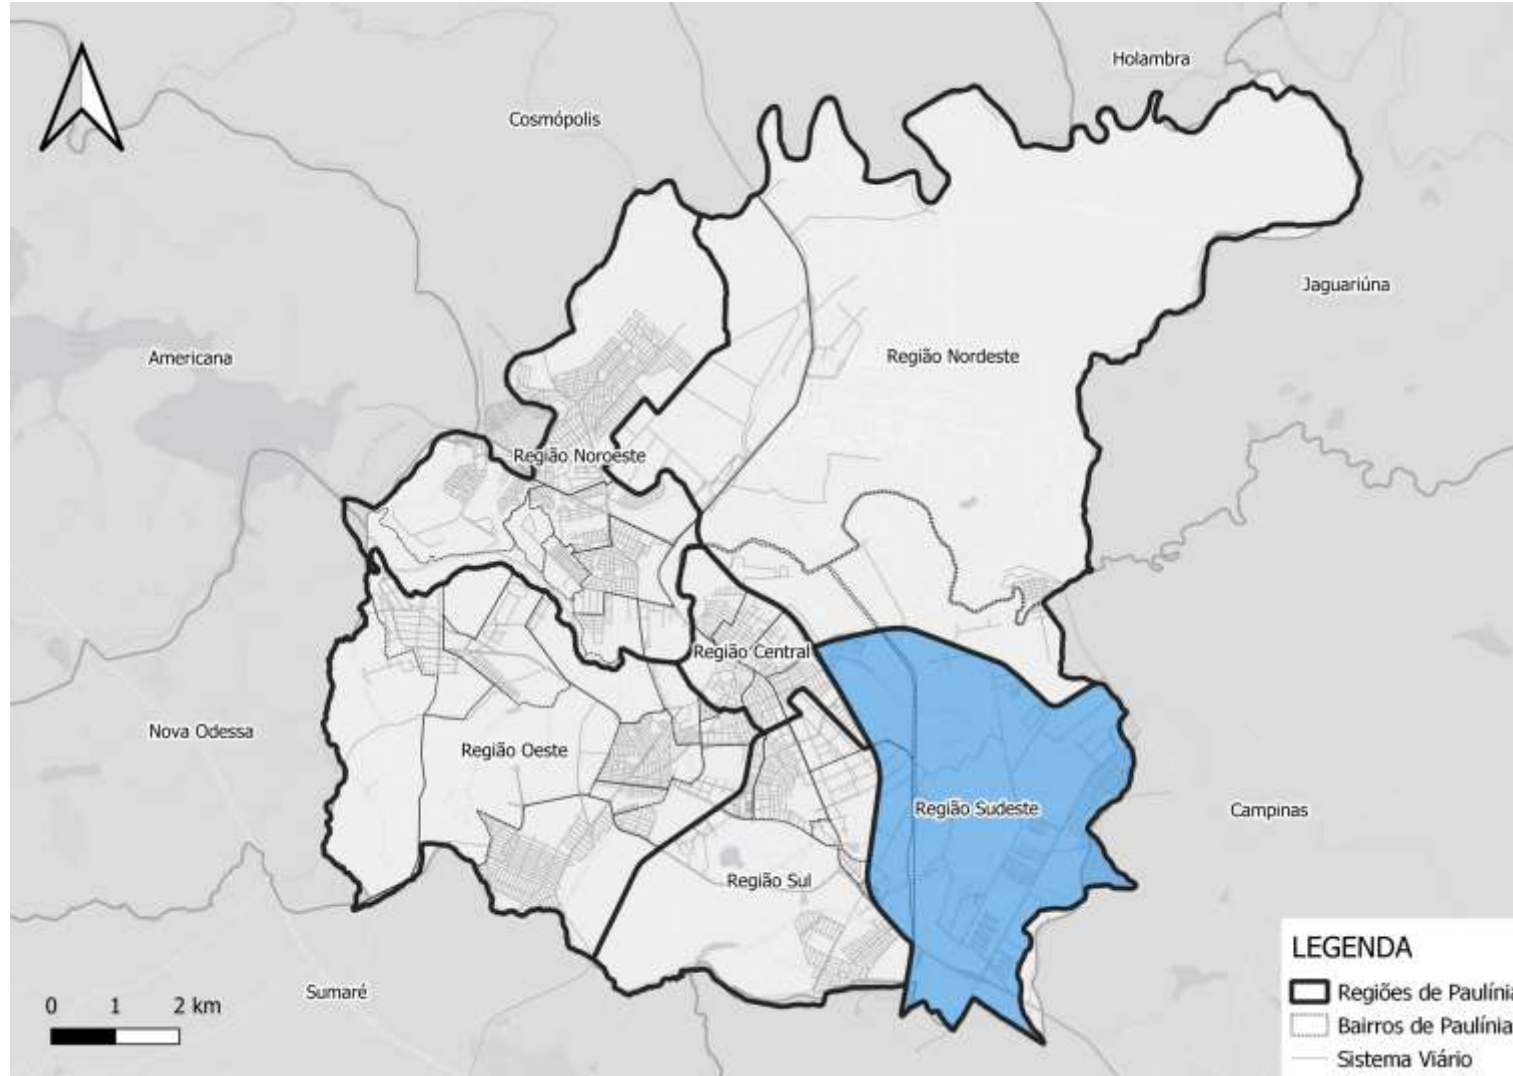 Holambra
Cosmópolis
Jaguariúna
Americana
Região Nordeste
Região Noroeste
Região Central
Nova Odessa
Região Oeste
Região Sudeste
Campinas
Região Sul
Sumaré
0 1 2 km
LEGENDA
Regiões de Paulínia
Bairros de Paulínia
Sistema Viário